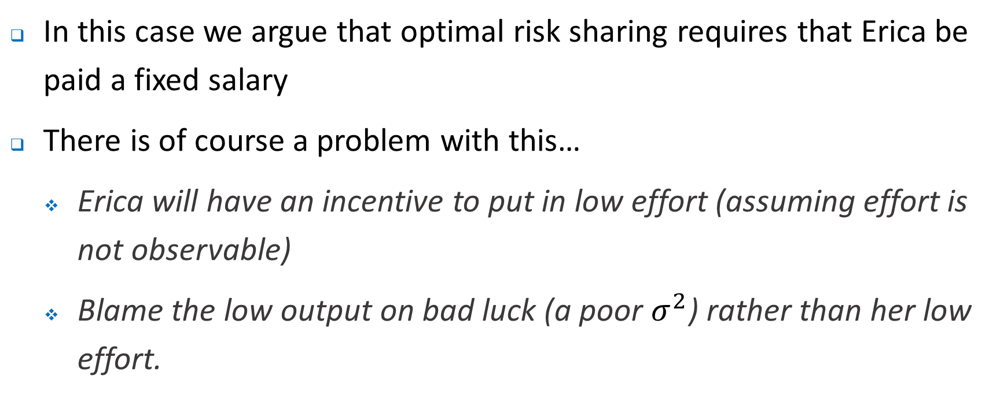 ❑ In this case we argue that optimal risk sharing requires that Erica be
paid a fixed salary
❑ There is of course a problem with this…
❖ Erica will have an incentive to put in low effort (assuming effort is
not observable)
❖ Blame the low output on bad luck (a poor σ²) rather than her low
effort.